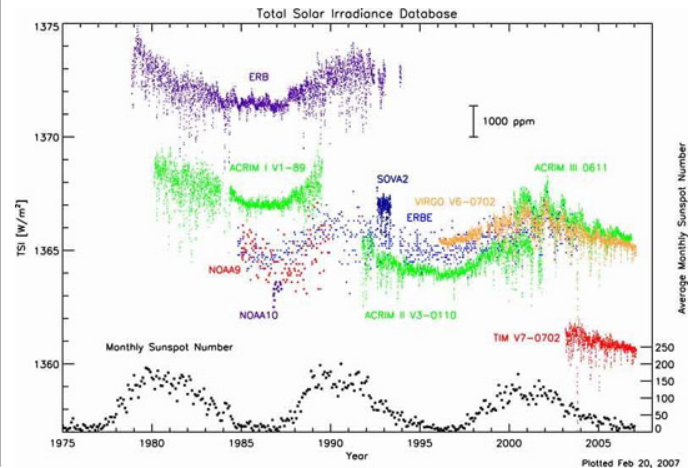 Total Solar Irradiance Database
1375
1370
1365
1360
TSI [W/m²]
ERB
1000 ppm
ACRIM I V1-89
ACRIM III 0611
SOVA2
VIRGO V6-0702
ERBE
NOAA9
NOAA10
ACRIM II V3-0110
TIM V7-0702
Monthly Sunspot Number
Average Monthly Sunspot Number
250
200
150
100
50
0
1975 1980 1985 1990 1995 2000 2005
Year
Plotted Feb 20, 2007